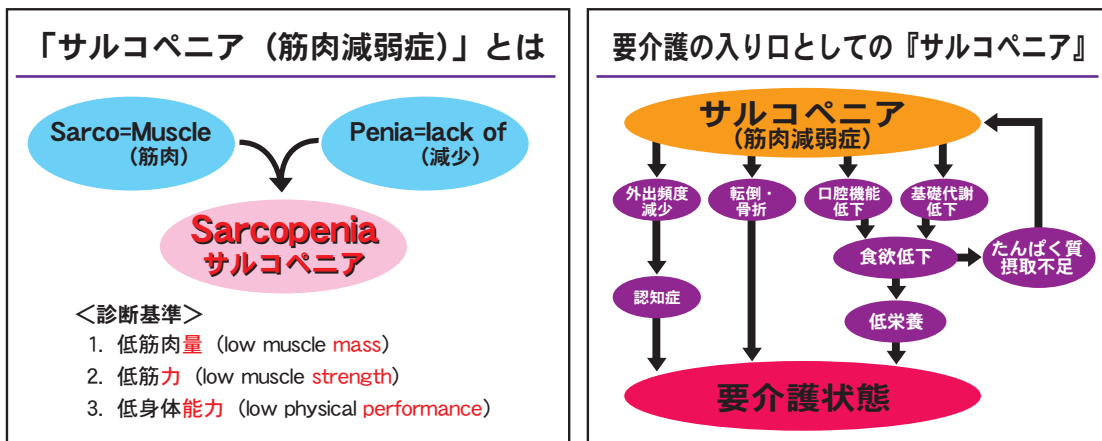 「サルコペニア（筋肉減弱症）」とは
Sarco=Muscle
(筋肉)
Penia=lack of
(減少)
Sarcopenia
サルコペニア
＜診断基準＞
1. 低筋肉量（low muscle mass）
2. 低筋力（low muscle strength）
3. 低身体能力（low physical performance）
要介護の入り口としての『サルコペニア』
サルコペニア
(筋肉減弱症)
外出頻度
減少
転倒・
骨折
口腔機能
低下
基礎代謝
低下
食欲低下
たんぱく質
摂取不足
認知症
低栄養
要介護状態